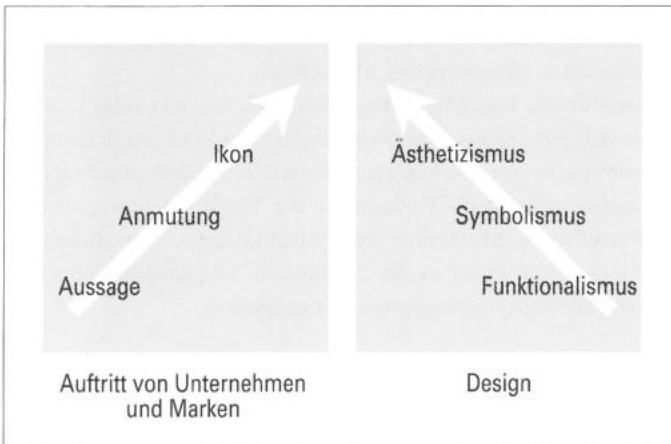 Ikon
Anmutung
Aussage
Auftritt von Unternehmen
und Marken
Ästhetizismus
Symbolismus
Funktionalismus
Design